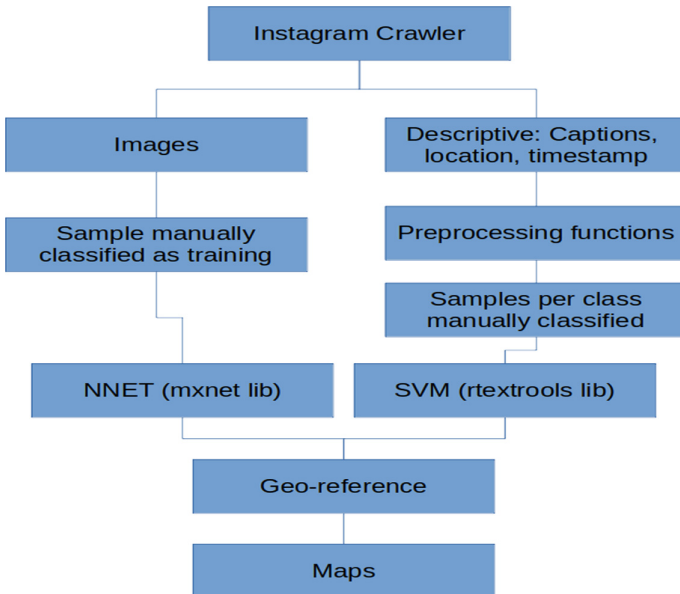 Instagram Crawler
Images
Descriptive: Captions,
location, timestamp
Sample manually
classified as training
Preprocessing functions
Samples per class
manually classified
NNET (mxnet lib)
SVM (rtextrools lib)
Geo-reference
Maps